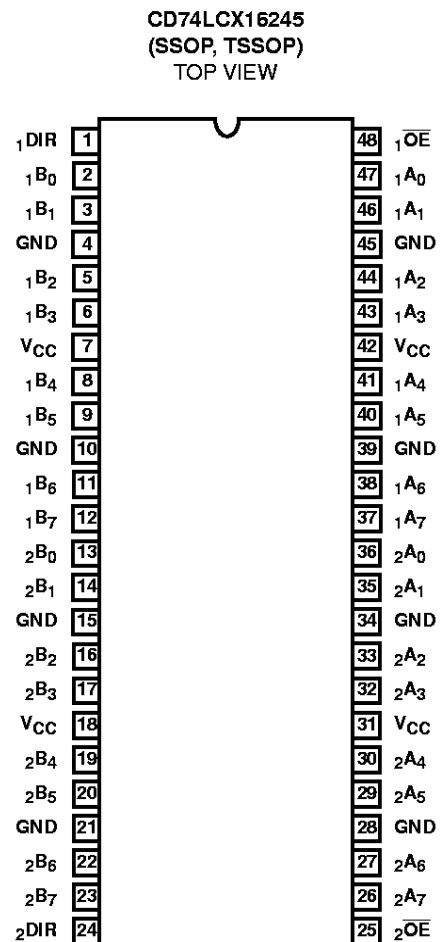 CD74LCX16245
(SSOP, TSSOP)
TOP VIEW
1DIR 1 48 1O̅E̅
1B0 2 47 1A0
1B1 3 46 1A1
GND 4 45 GND
1B2 5 44 1A2
1B3 6 43 1A3
VCC 7 42 VCC
1B4 8 41 1A4
1B5 9 40 1A5
GND 10 39 GND
1B6 11 38 1A6
1B7 12 37 1A7
2B0 13 36 2A0
2B1 14 35 2A1
GND 15 34 GND
2B2 16 33 2A2
2B3 17 32 2A3
VCC 18 31 VCC
2B4 19 30 2A4
2B5 20 29 2A5
GND 21 28 GND
2B6 22 27 2A6
2B7 23 26 2A7
2DIR 24 25 2O̅E̅